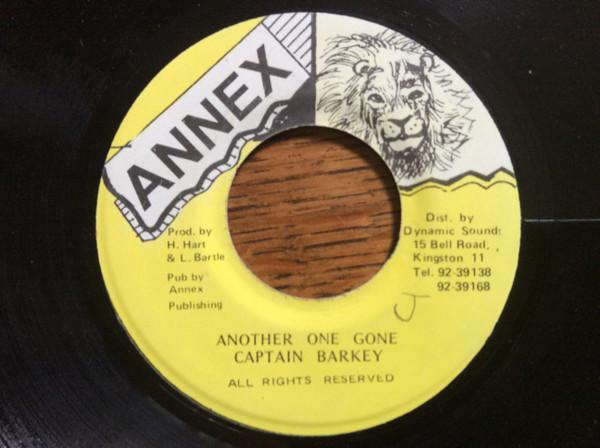 ANNEX
Prod. by
H. Hart
& L. Bartle
Pub by
Annex
Publishing
Dist. by
Dynamic Sounds
15 Bell Road,
Kingston 11
Tel. 92-39138
92-39168
ANOTHER ONE GONE
CAPTAIN BARKEY
ALL RIGHTS RESERVED